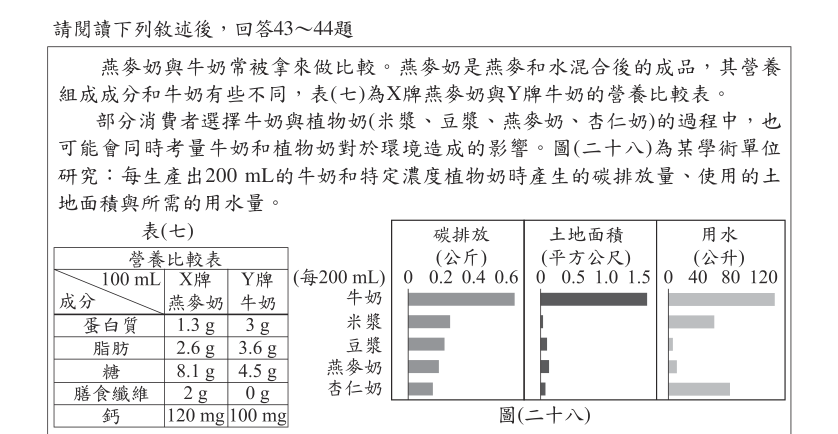 請閱讀下列敘述後,回答43~44題
燕麥奶與牛奶常被拿來做比較。燕麥奶是燕麥和水混合後的成品,其營養
組成成分和牛奶有些不同,表(七)為X牌燕麥奶與Y牌牛奶的營養比較表。
部分消費者選擇牛奶與植物奶(米漿、豆漿、燕麥奶、杏仁奶)的過程中,也
可能會同時考量牛奶和植物奶對於環境造成的影響。圖(二十八)為某學術單位
研究:每生產出200 mL的牛奶和特定濃度植物奶時產生的碳排放量、使用的土
地面積與所需的用水量。
表(七)
營養比較表
100 mL X牌 Y牌
成分 燕麥奶 牛奶
蛋白質 1.3 g 3 g
脂肪 2.6 g 3.6 g
糖 8.1 g 4.5 g
膳食纖維 2 g 0 g
鈣 120 mg 100 mg
碳排放 土地面積 用水
(公斤) (平方公尺) (公升)
(每200 mL) 0 0.2 0.4 0.6 0 0.5 1.0 1.5 0 40 80 120
牛奶
米漿
豆漿
燕麥奶
杏仁奶
圖(二十八)